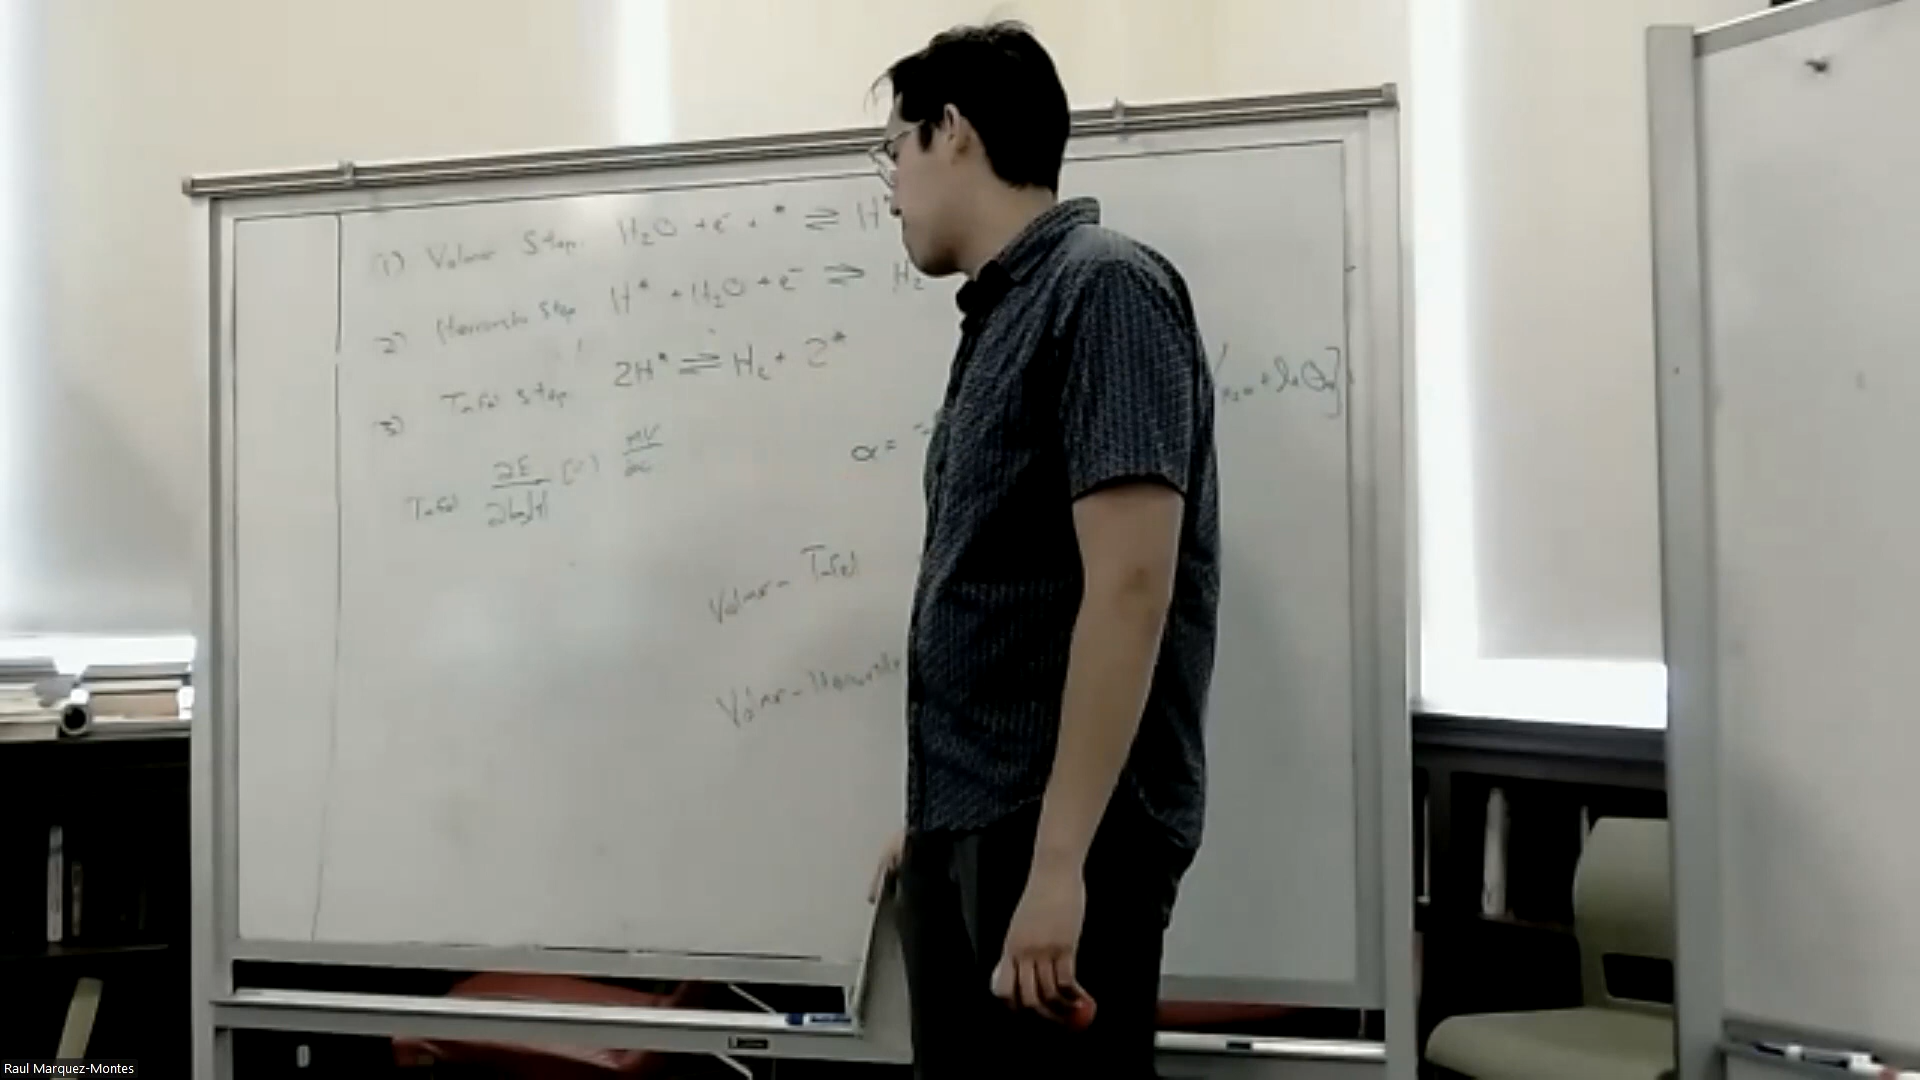 (1) Volmer Step: H₂O + e⁻ + * ⇌ H*
2) Heyrovsky Step H* + H₂O + e⁻ ⇌ H₂
3) Tafel Step 2H* ⇌ H₂ + 2*
Tafel ∂E / ∂log|i| [=] mV / dec
α =
+ ln θ
Volmer - Tafel
Volmer - Heyrovsky
Raul Marquez-Montes